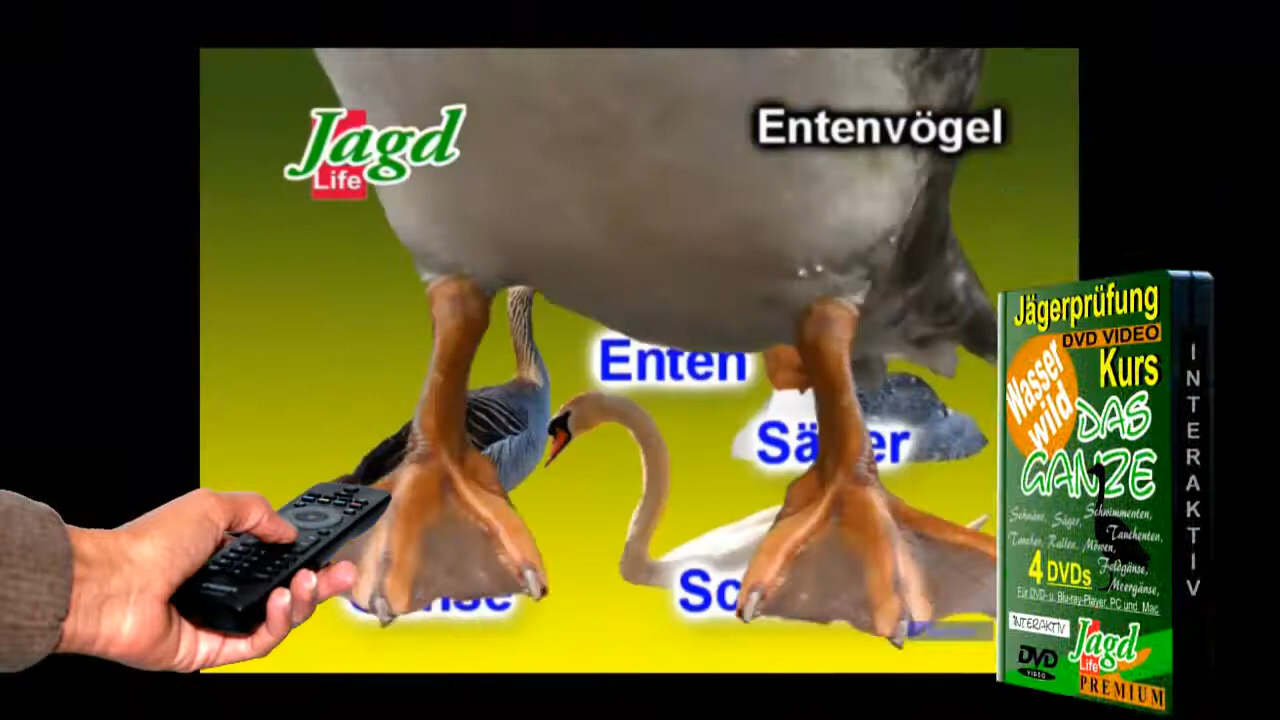 Jagd
Life
Entenvögel
Enten
Jägerprüfung
DVD VIDEO
Kurs
Wasser
wild
DAS
GANZE
Schwäne, Säger, Schwimmenten,
Taucher, Rallen, Möwen, Tauchenten,
Feldgänse,
Meergänse,
4 DVDs
Für DVD- u. Blu-ray-Player, PC und Mac
INTERAKTIV
Jagd
Life
DVD
VIDEO
PREMIUM
INTERAKTIV